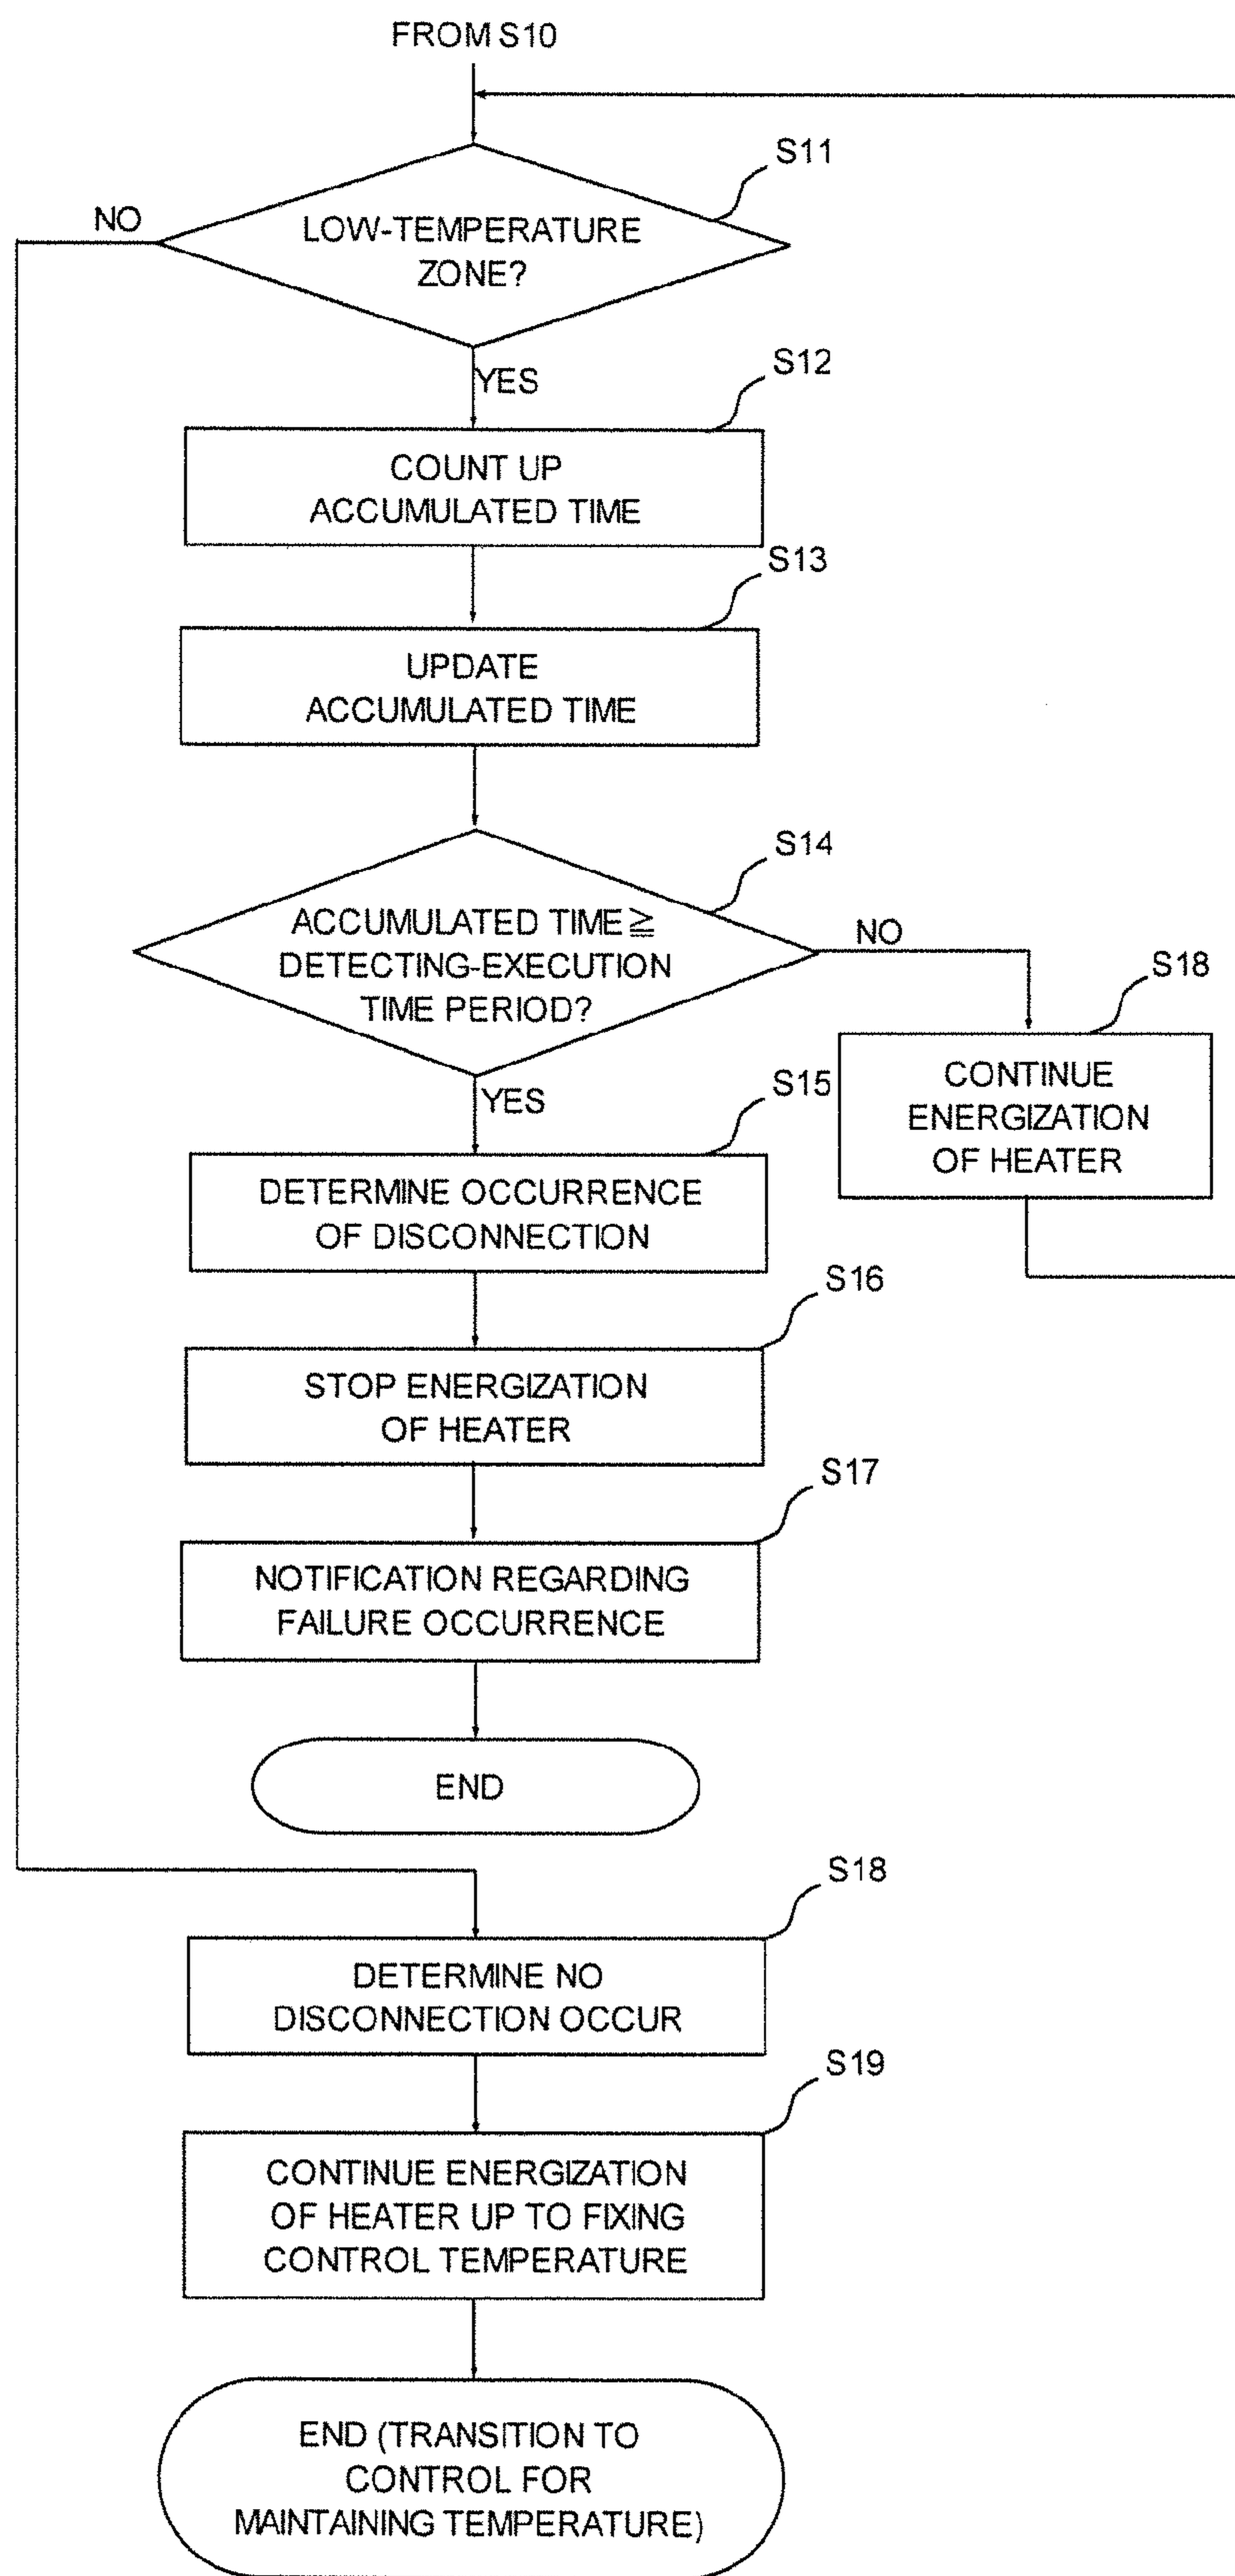 FROM S10
S11
NO
LOW-TEMPERATURE
ZONE?
YES
S12
COUNT UP
ACCUMULATED TIME
S13
UPDATE
ACCUMULATED TIME
S14
ACCUMULATED TIME≧
DETECTING-EXECUTION
TIME PERIOD?
NO
S18
CONTINUE
ENERGIZATION
OF HEATER
YES
S15
DETERMINE OCCURRENCE
OF DISCONNECTION
S16
STOP ENERGIZATION
OF HEATER
S17
NOTIFICATION REGARDING
FAILURE OCCURRENCE
END
S18
DETERMINE NO
DISCONNECTION OCCUR
S19
CONTINUE ENERGIZATION
OF HEATER UP TO FIXING
CONTROL TEMPERATURE
END (TRANSITION TO
CONTROL FOR
MAINTAINING TEMPERATURE)